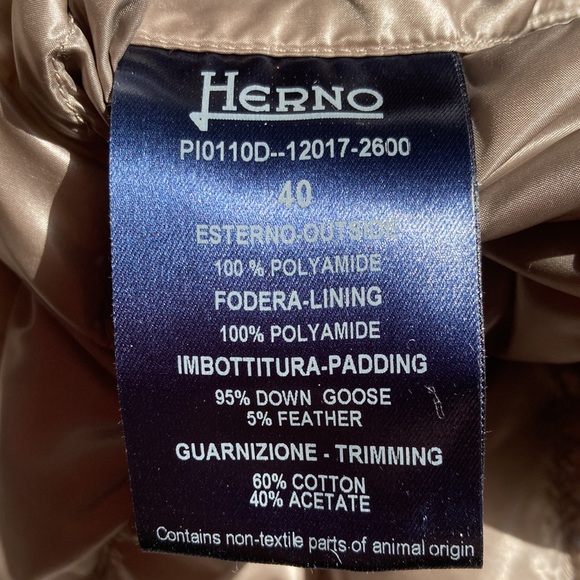 HERNO
PI0110D--12017-2600
40
ESTERNO-OUTSIDE
100 % POLYAMIDE
FODERA-LINING
100% POLYAMIDE
IMBOTTITURA-PADDING
95% DOWN GOOSE
5% FEATHER
GUARNIZIONE - TRIMMING
60% COTTON
40% ACETATE
Contains non-textile parts of animal origin